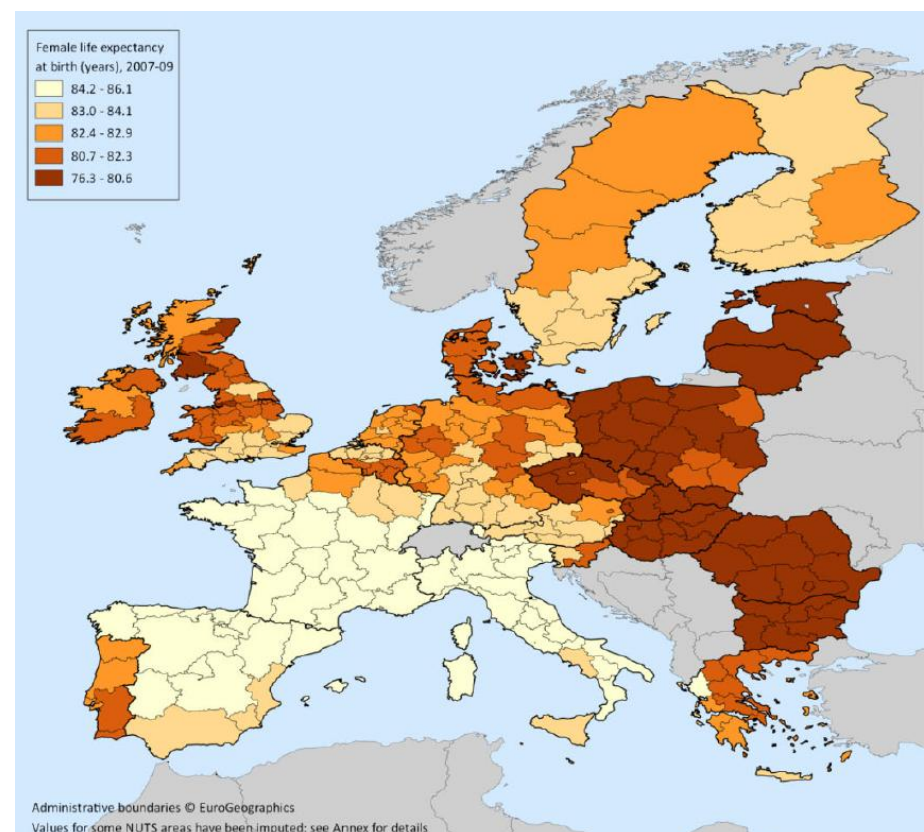 Female life expectancy
at birth (years), 2007-09
84.2 - 86.1
83.0 - 84.1
82.4 - 82.9
80.7 - 82.3
76.3 - 80.6
Administrative boundaries © EuroGeographics
Values for some NUTS areas have been imputed: see Annex for details